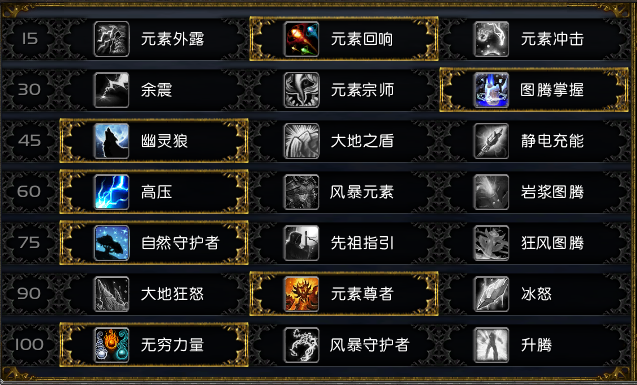 15 元素外露 元素回响 元素冲击
30 余震 元素宗师 图腾掌握
45 幽灵狼 大地之盾 静电充能
60 高压 风暴元素 岩浆图腾
75 自然守护者 先祖指引 狂风图腾
90 大地狂怒 元素尊者 冰怒
100 无穷力量 风暴守护者 升腾